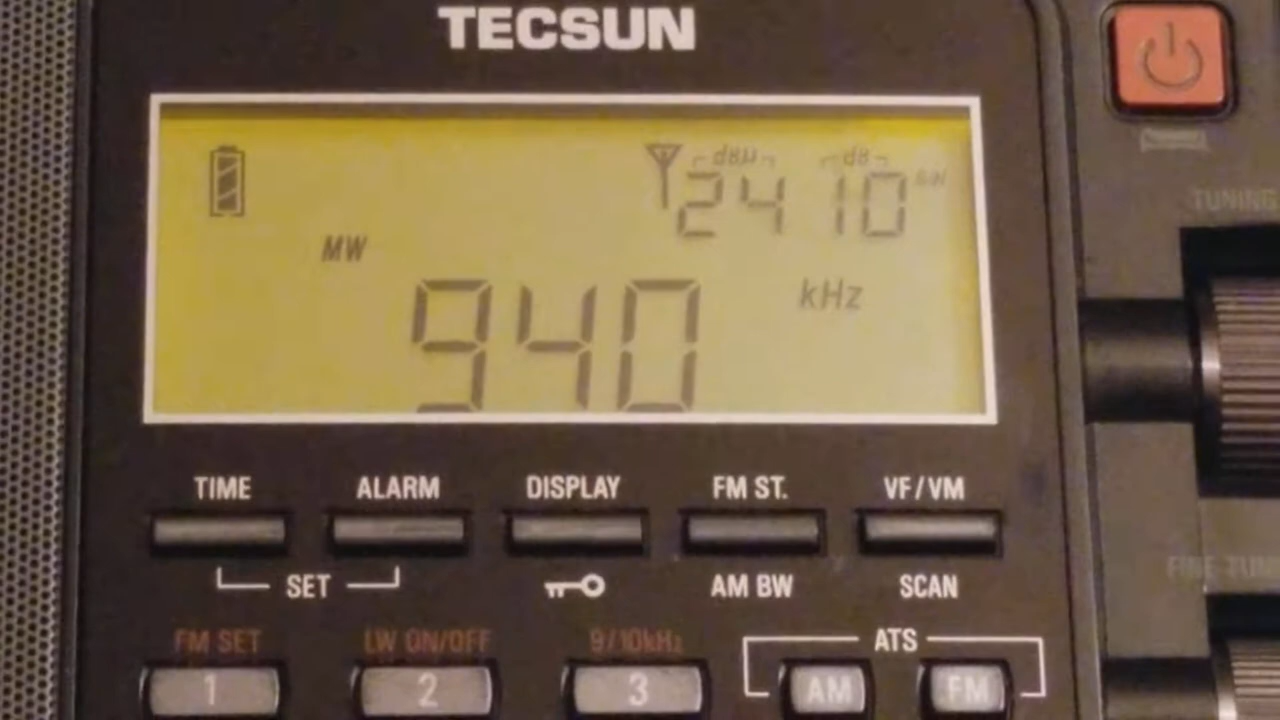 TECSUN
dBμ dB
24 10
MW
940 kHz
TUNING
TIME ALARM DISPLAY FM ST. VF/VM
SET AM BW SCAN
FINE TUN
FM SET LW ON/OFF 9/10kHz ATS
1 2 3 AM FM